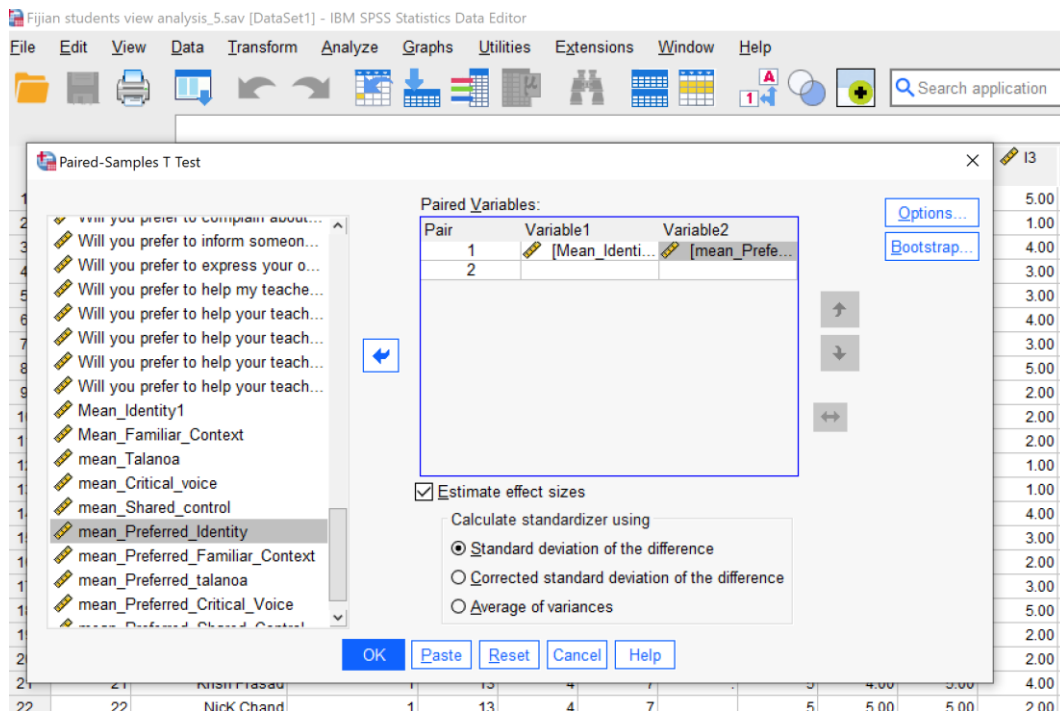 Fijian students view analysis_5.sav [DataSet1] - IBM SPSS Statistics Data Editor
File Edit View Data Transform Analyze Graphs Utilities Extensions Window Help
A
1
Search application
Paired-Samples T Test
I3
Will you prefer to complain about...
Will you prefer to inform someon...
Will you prefer to express your o...
Will you prefer to help my teache...
Will you prefer to help your teach...
Will you prefer to help your teach...
Will you prefer to help your teach...
Will you prefer to help your teach...
Mean_Identity1
Mean_Familiar_Context
mean_Talanoa
mean_Critical_voice
mean_Shared_control
mean_Preferred_Identity
mean_Preferred_Familiar_Context
mean_Preferred_talanoa
mean_Preferred_Critical_Voice
mean_Preferred_Shared_Control
Paired Variables:
Pair Variable1 Variable2
1 [Mean_Identi... [mean_Prefe...
2
Options...
Bootstrap...
Estimate effect sizes
Calculate standardizer using
Standard deviation of the difference
Corrected standard deviation of the difference
Average of variances
OK Paste Reset Cancel Help
5.00
1.00
4.00
3.00
3.00
4.00
3.00
5.00
2.00
2.00
2.00
1.00
1.00
4.00
3.00
2.00
3.00
5.00
2.00
2.00
21 21 Krish Prasad 1 13 4 7 . 5 4.00 5.00 4.00
22 22 NicK Chand 1 13 4 7 5 5.00 5.00 2.00